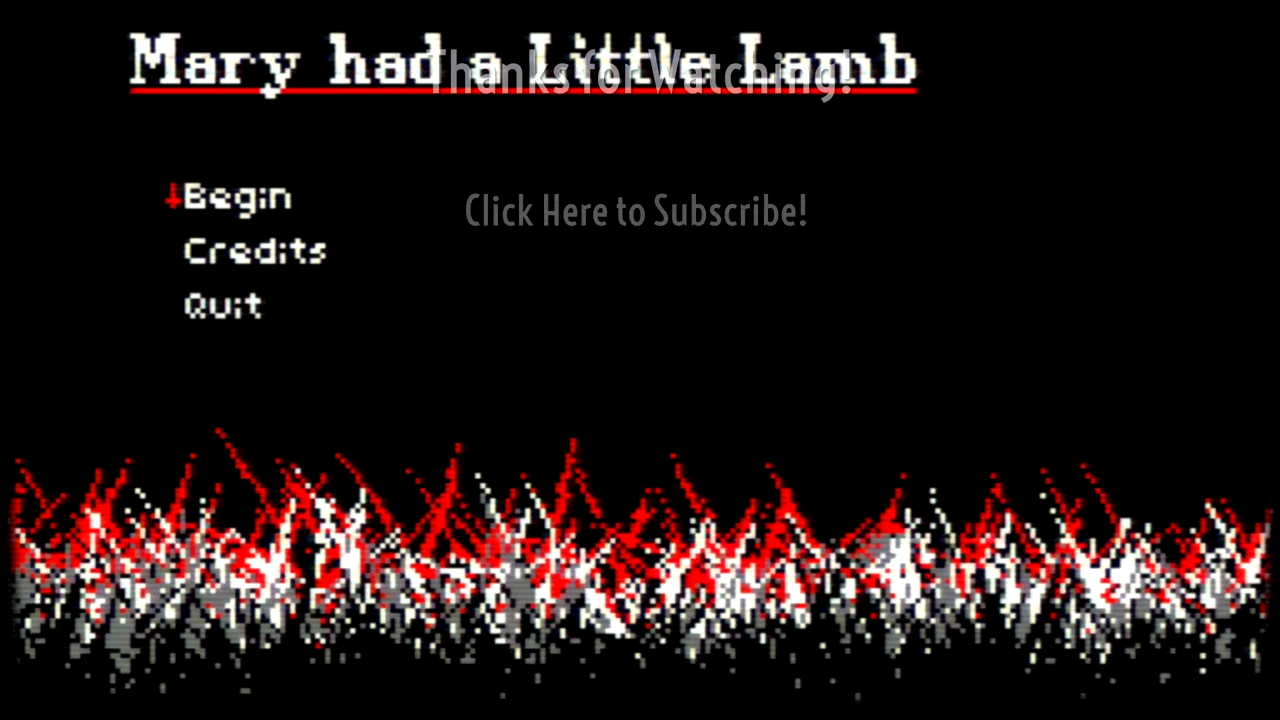 Mary had a Little Lamb
Thanks for Watching!
Begin
Click Here to Subscribe!
Credits
Quit